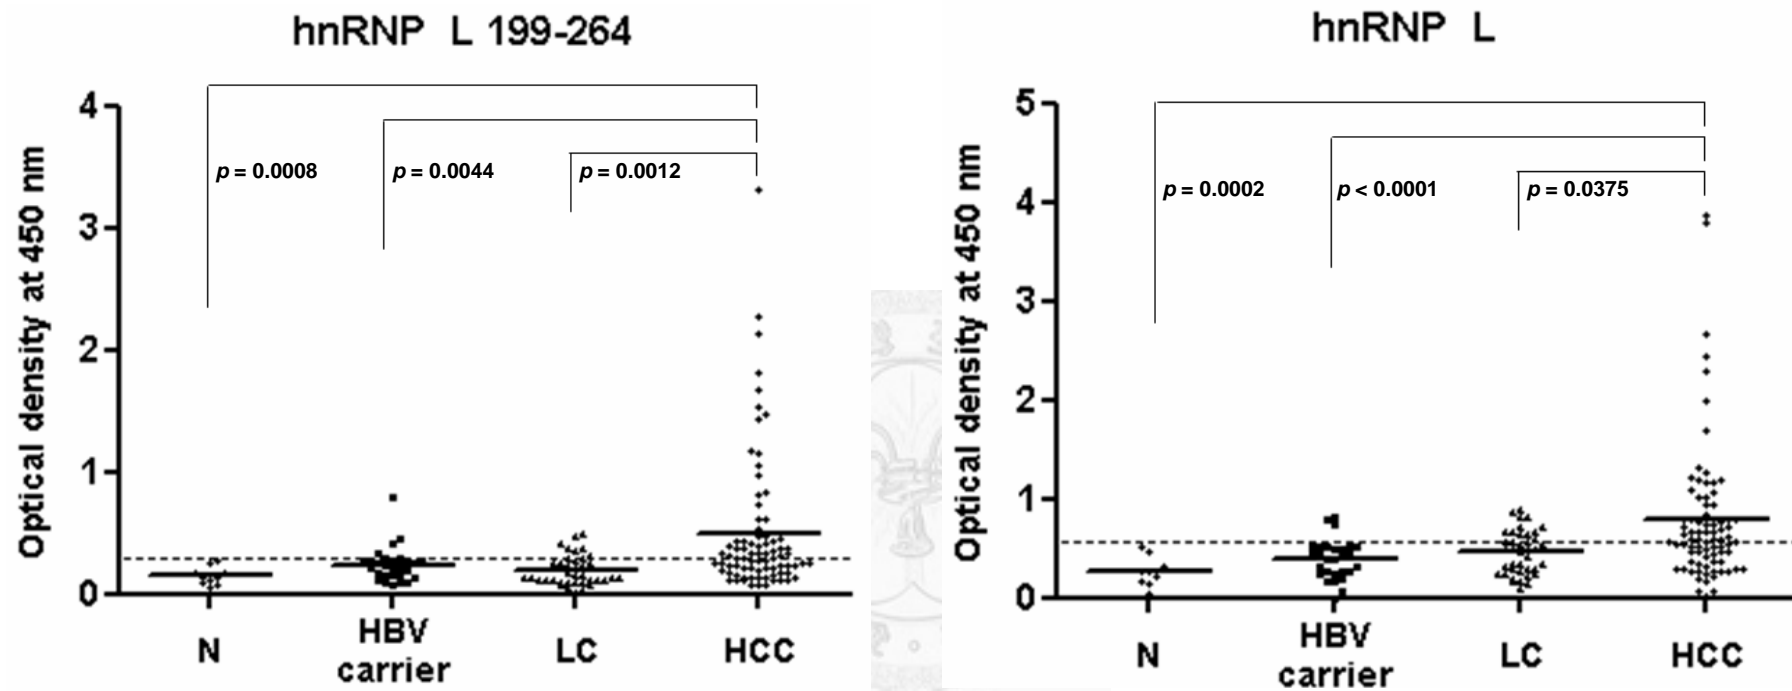 hnRNP L 199-264
Optical density at 450 nm
4
3
2
1
0
p = 0.0008
p = 0.0044
p = 0.0012
N
HBV
carrier
LC
HCC
hnRNP L
Optical density at 450 nm
5
4
3
2
1
0
p = 0.0002
p < 0.0001
p = 0.0375
N
HBV
carrier
LC
HCC